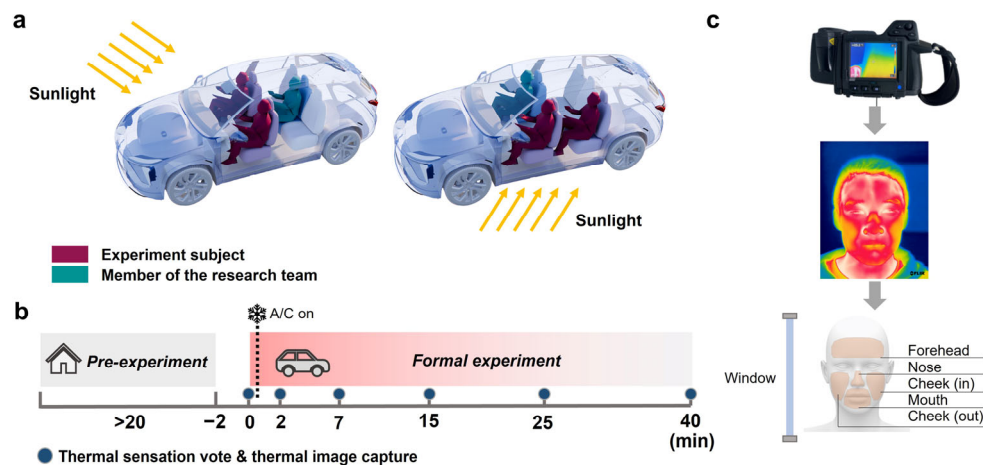 a
Sunlight
Sunlight
Experiment subject
Member of the research team
b
A/C on
Pre-experiment
Formal experiment
>20
−2
0
2
7
15
25
40
(min)
Thermal sensation vote & thermal image capture
c
Window
Forehead
Nose
Cheek (in)
Mouth
Cheek (out)